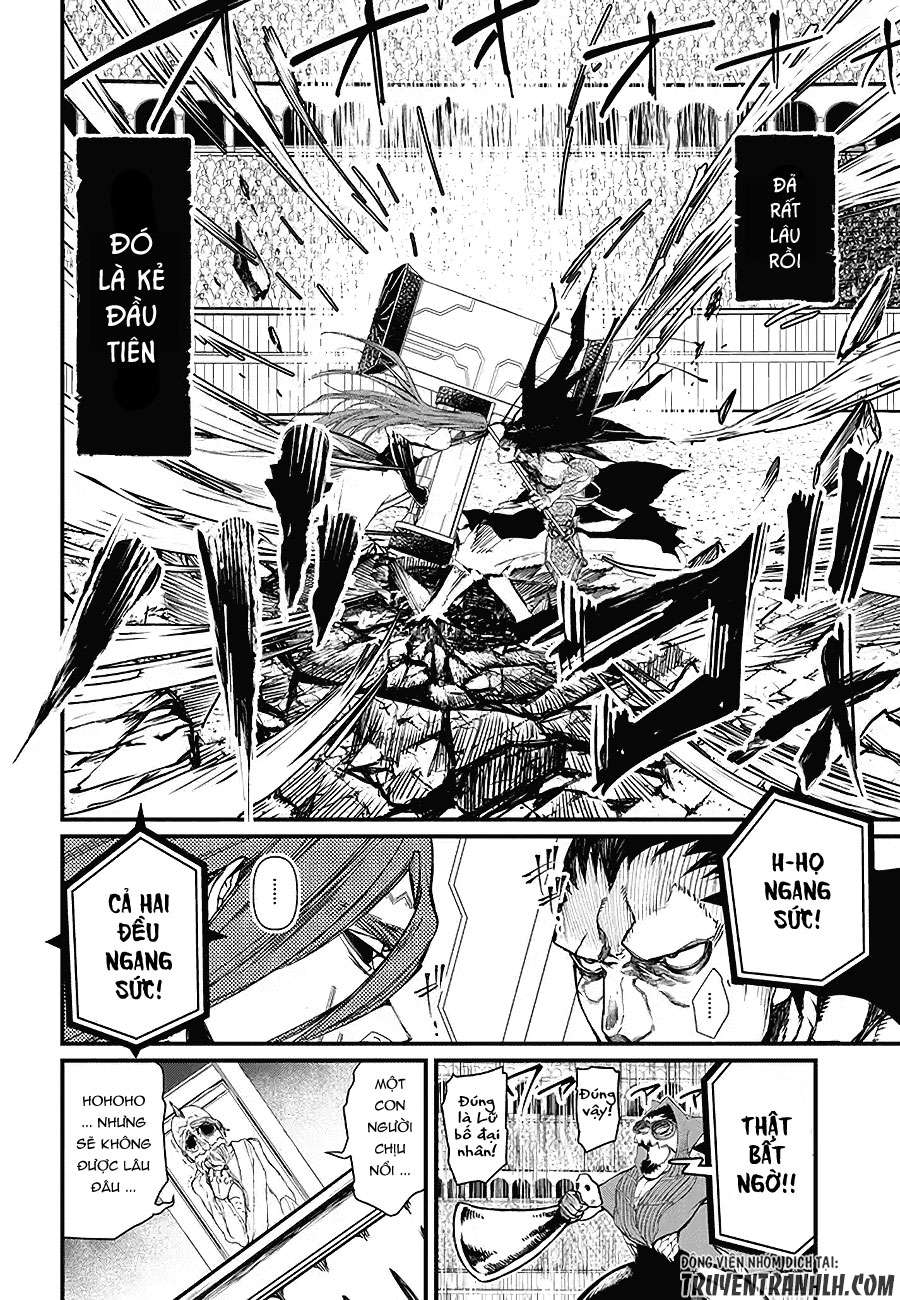 ĐÃ
RẤT
LÂU
RỒI
ĐÓ
LÀ KẺ
ĐẦU
TIÊN
H-HỌ
NGANG
SỨC!
......
......
CẢ HAI
ĐỀU
NGANG
SỨC!
THẬT
BẤT
NGỜ!!
Đúng
vậy!
Đúng
là Lữ
bố đại
nhân!
MỘT
CON
NGƯỜI
CHỊU
NỔI ...
HOHOHO
... NHƯNG
SẼ KHÔNG
ĐƯỢC LÂU
ĐÂU ...
ĐỘNG VIÊN NHÓM DỊCH TẠI:
TRUYENTRANHLH.COM